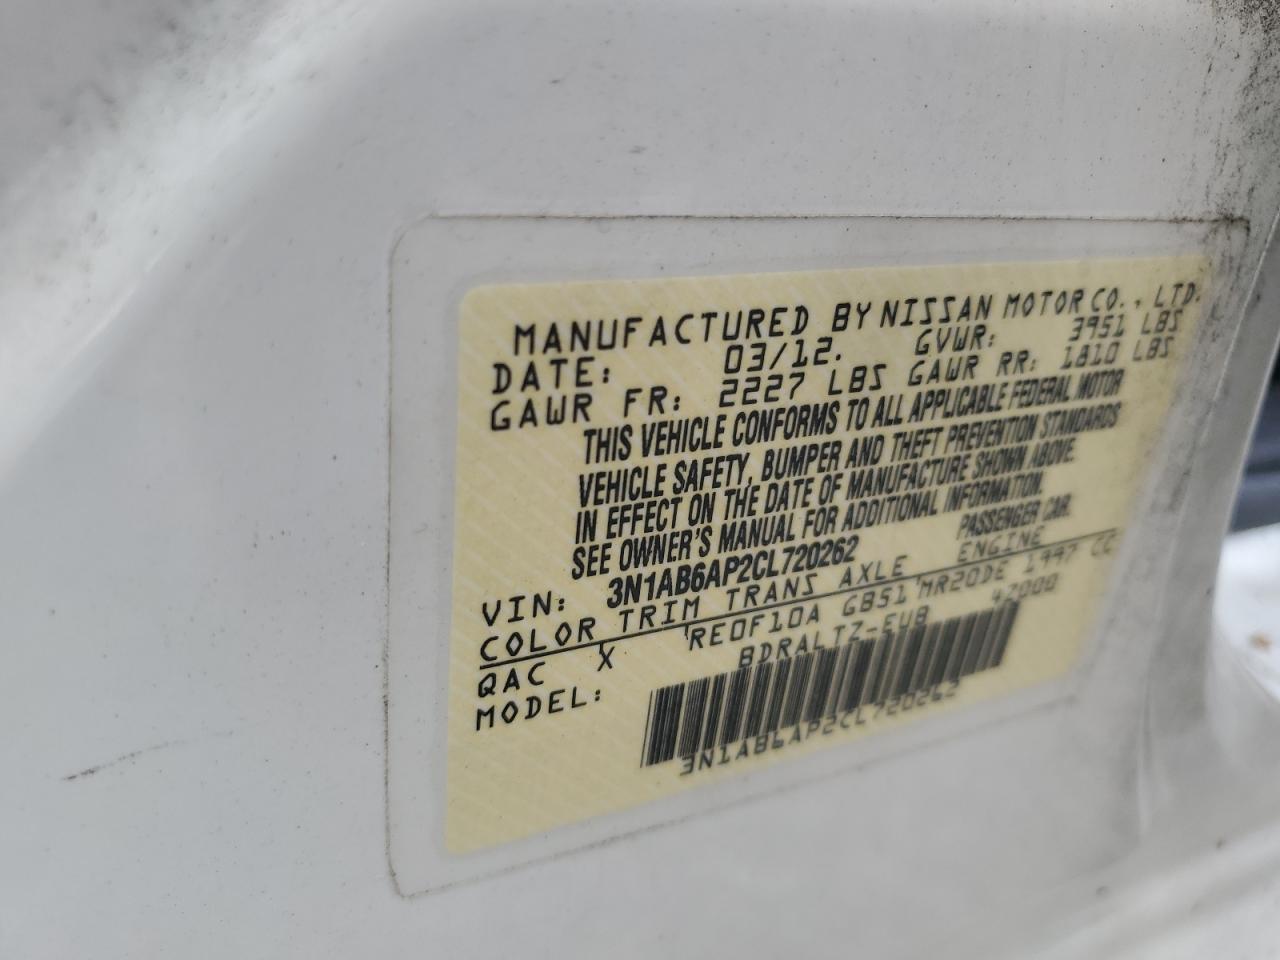 MANUFACTURED BY NISSAN MOTOR CO., LTD.
DATE: 03/12. GVWR: 3951 LBS
GAWR FR: 2227 LBS GAWR RR: 1810 LBS
THIS VEHICLE CONFORMS TO ALL APPLICABLE FEDERAL MOTOR
VEHICLE SAFETY, BUMPER AND THEFT PREVENTION STANDARDS
IN EFFECT ON THE DATE OF MANUFACTURE SHOWN ABOVE.
SEE OWNER'S MANUAL FOR ADDITIONAL INFORMATION.
VIN: 3N1AB6AP2CL720262 PASSENGER CAR.
COLOR TRIM TRANS AXLE ENGINE
QAC X RE0F10A GB51 MR20DE 1997 CC
MODEL: BDRALTZ-EUB 4Z000
3N1AB6AP2CL720262